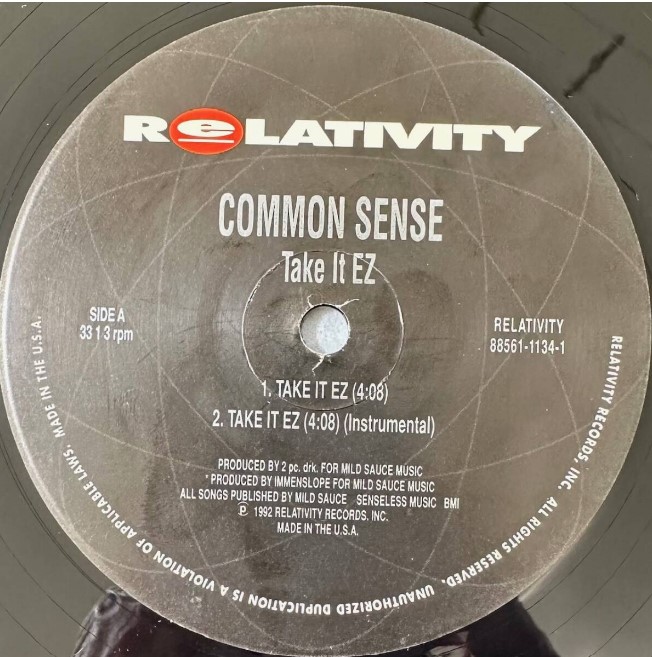 RELATIVITY
COMMON SENSE
Take It EZ
SIDE A
33 1 3 rpm
RELATIVITY
88561-1134-1
1. TAKE IT EZ (4:08)
2. TAKE IT EZ (4:08) (Instrumental)
PRODUCED BY 2 pc. drk. FOR MILD SAUCE MUSIC
* PRODUCED BY IMMENSLOPE FOR MILD SAUCE MUSIC
ALL SONGS PUBLISHED BY MILD SAUCE SENSELESS MUSIC BMI
℗ 1992 RELATIVITY RECORDS, INC.
MADE IN THE U.S.A.
RELATIVITY RECORDS, INC. ALL RIGHTS RESERVED. UNAUTHORIZED DUPLICATION IS A VIOLATION OF APPLICABLE LAWS. MADE IN THE U.S.A.